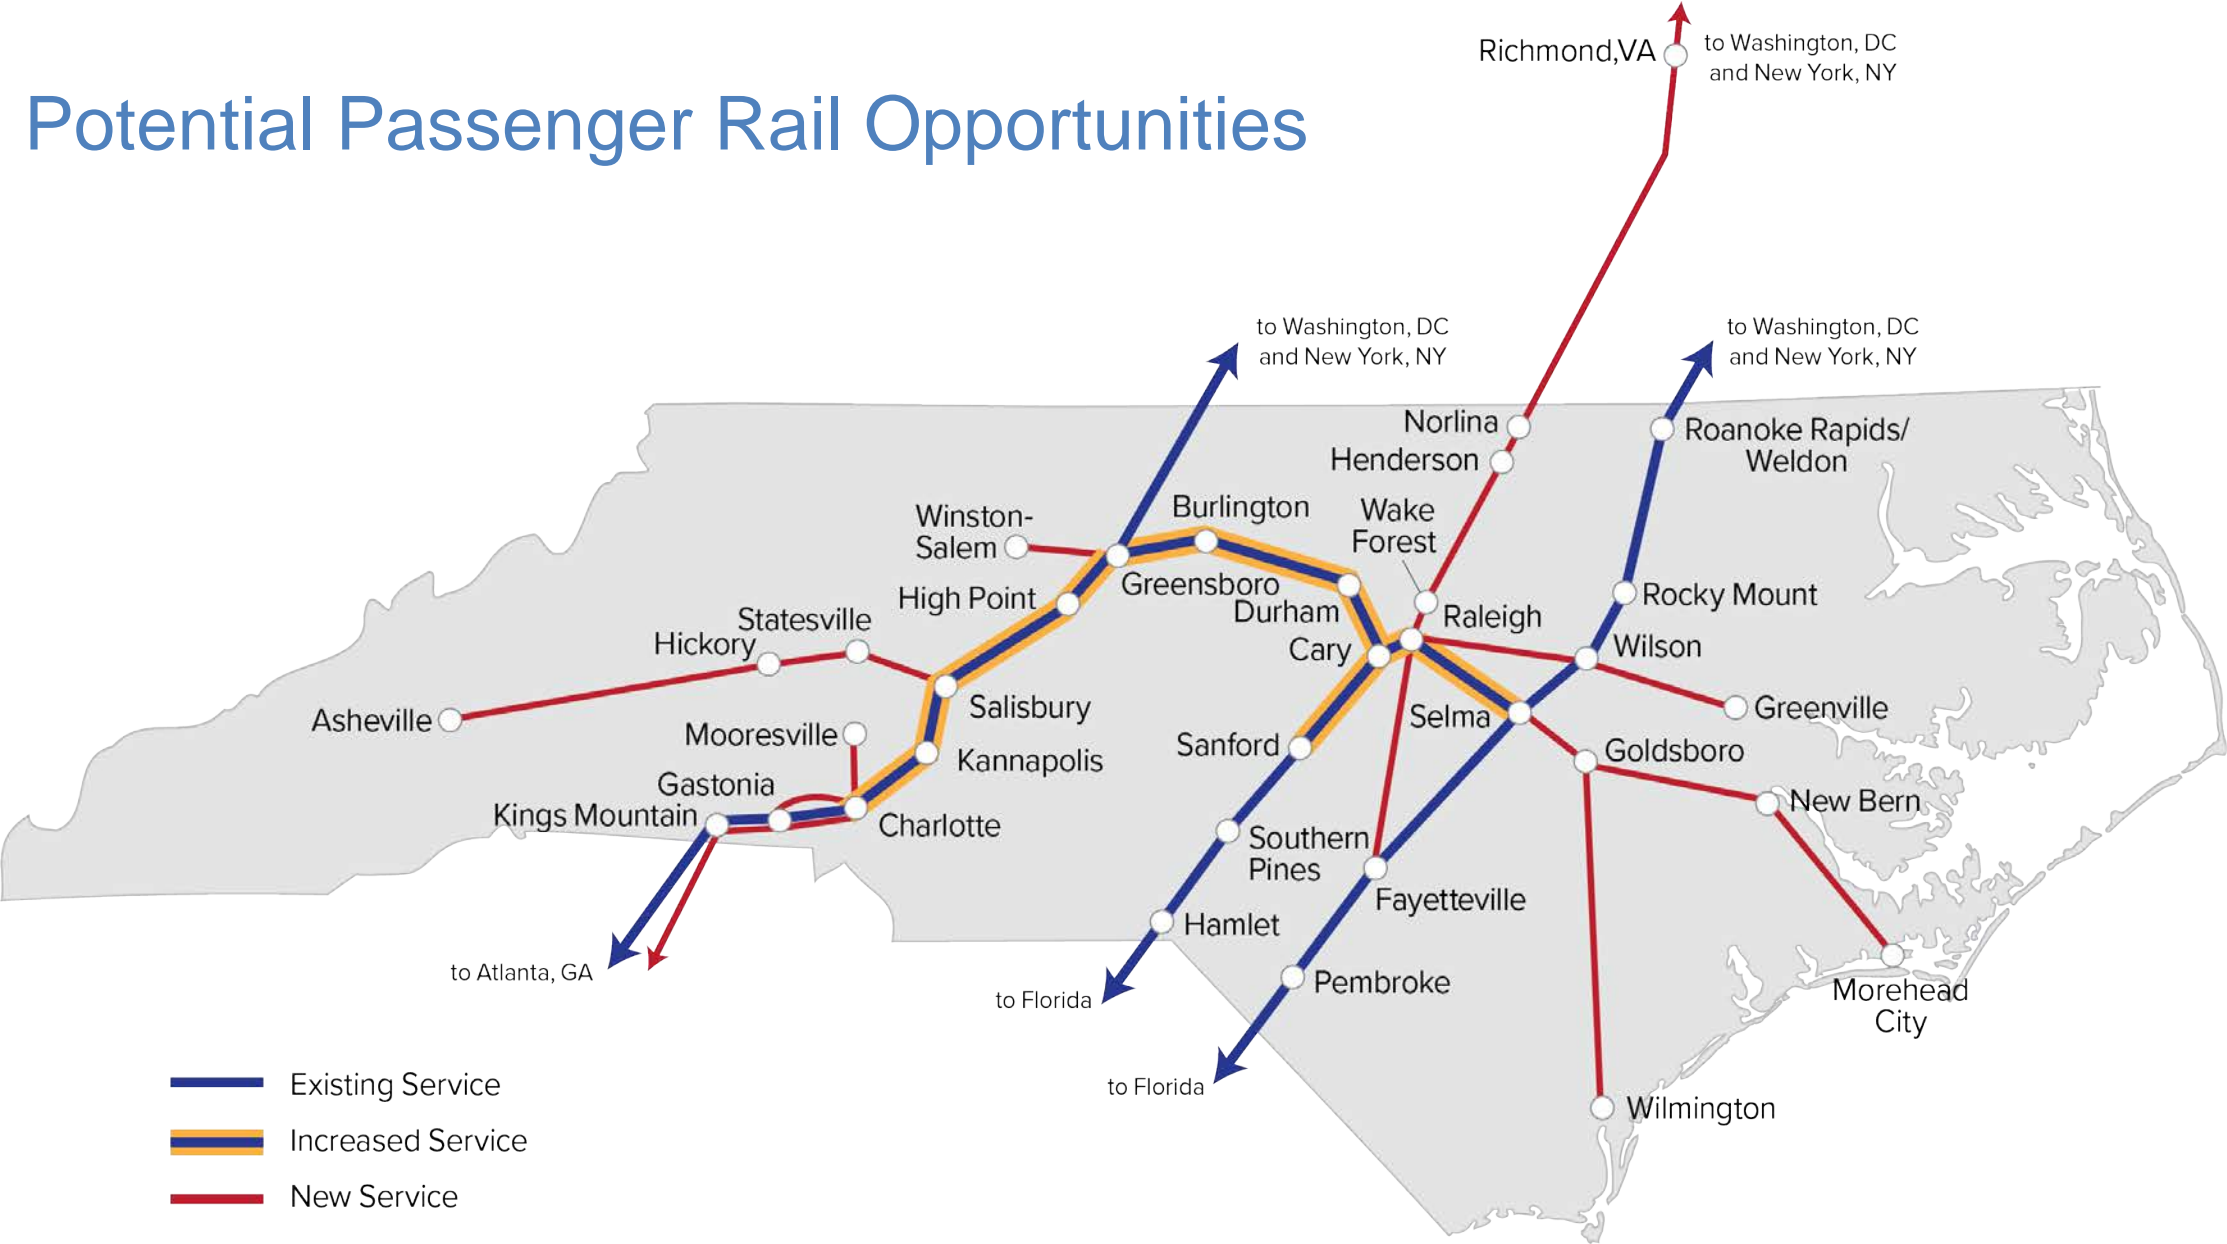 Richmond,VA
to Washington, DC
and New York, NY
Potential Passenger Rail Opportunities
to Washington, DC
and New York, NY
to Washington, DC
and New York, NY
Norlina
Roanoke Rapids/
Weldon
Henderson
Winston-
Salem
Burlington
Wake
Forest
Greensboro
High Point
Durham
Rocky Mount
Raleigh
Statesville
Hickory
Cary
Wilson
Asheville
Salisbury
Selma
Greenville
Mooresville
Sanford
Goldsboro
Kannapolis
Gastonia
Kings Mountain
Charlotte
New Bern
Southern
Pines
Fayetteville
Hamlet
to Atlanta, GA
Pembroke
to Florida
Morehead
City
to Florida
Wilmington
Existing Service
Increased Service
New Service